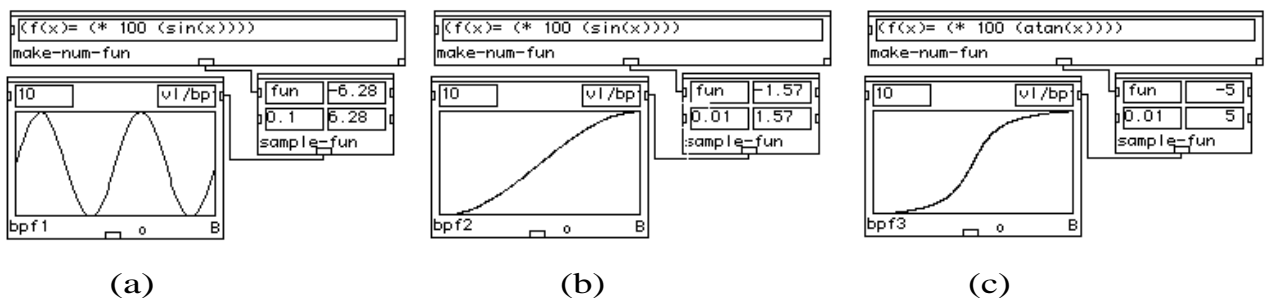 (f(x)= (* 100 (sin(x))))
make-num-fun
10
vl/bp
fun -6.28
0.1 6.28
sample-fun
bpf1 o B
(a)
(f(x)= (* 100 (sin(x))))
make-num-fun
10
vl/bp
fun -1.57
0.01 1.57
sample-fun
bpf2 o B
(b)
(f(x)= (* 100 (atan(x))))
make-num-fun
10
vl/bp
fun -5
0.01 5
sample-fun
bpf3 o B
(c)